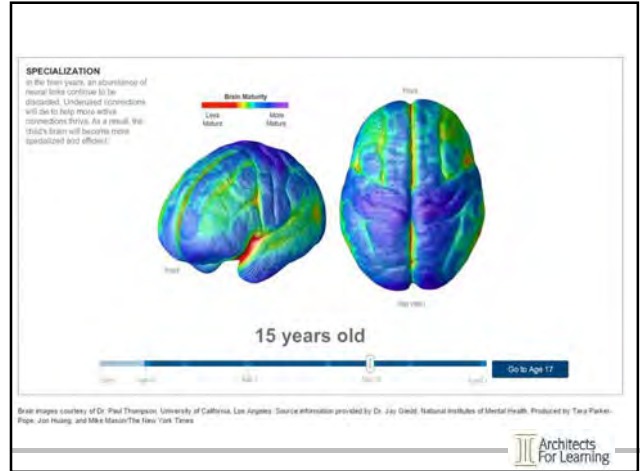 SPECIALIZATION
In the teen years, an abundance of
neural links continue to be
discarded. Underused connections
will die to help more active
connections thrive. As a result, the
child's brain will become more
specialized and efficient.
Brain Maturity
Less
Mature
More
Mature
Front
Front
15 years old
Go to Age 17
Brain images courtesy of Dr. Paul Thompson, University of California, Los Angeles. Source information provided by Dr. Jay Giedd, National Institutes of Mental Health. Produced by Tara Parker-
Pope, Jon Huang, and Mike Mason/The New York Times
Architects
For Learning